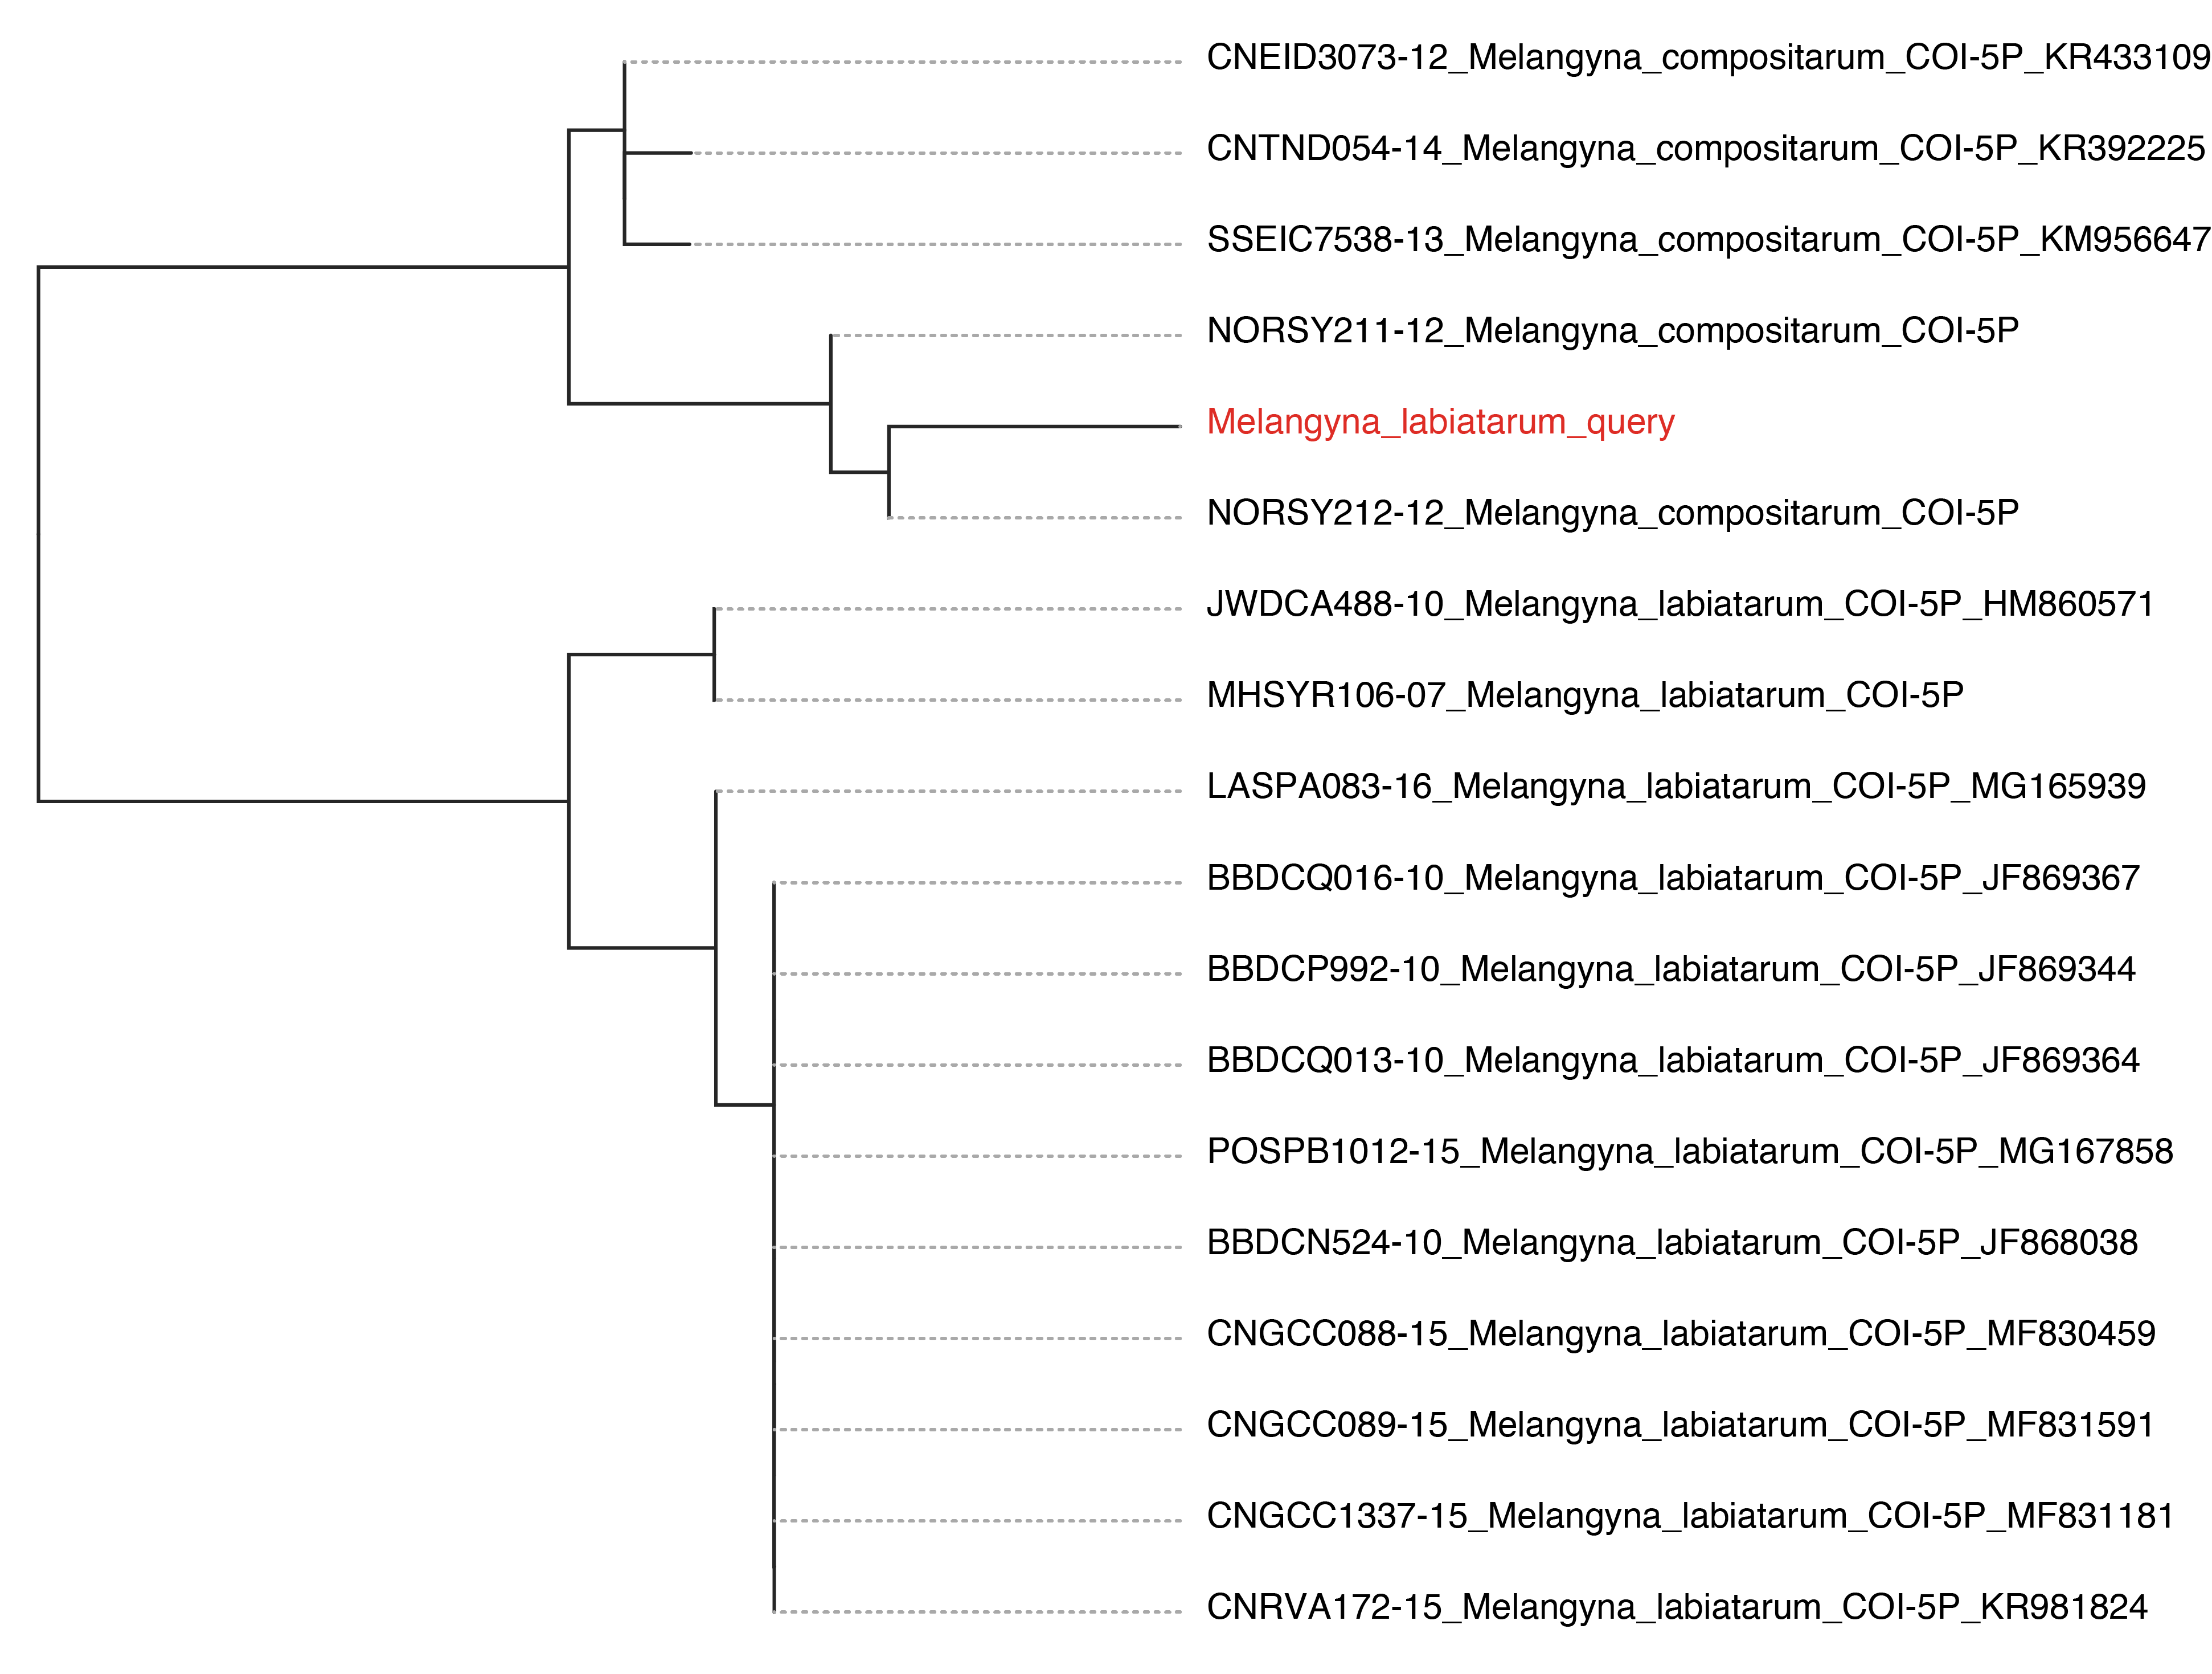 CNEID3073-12_Melangyna_compositarum_COI-5P_KR433109
CNTND054-14_Melangyna_compositarum_COI-5P_KR392225
SSEIC7538-13_Melangyna_compositarum_COI-5P_KM956647
NORSY211-12_Melangyna_compositarum_COI-5P
Melangyna_labiatarum_query
NORSY212-12_Melangyna_compositarum_COI-5P
JWDCA488-10_Melangyna_labiatarum_COI-5P_HM860571
MHSYR106-07_Melangyna_labiatarum_COI-5P
LASPA083-16_Melangyna_labiatarum_COI-5P_MG165939
BBDCQ016-10_Melangyna_labiatarum_COI-5P_JF869367
BBDCP992-10_Melangyna_labiatarum_COI-5P_JF869344
BBDCQ013-10_Melangyna_labiatarum_COI-5P_JF869364
POSPB1012-15_Melangyna_labiatarum_COI-5P_MG167858
BBDCN524-10_Melangyna_labiatarum_COI-5P_JF868038
CNGCC088-15_Melangyna_labiatarum_COI-5P_MF830459
CNGCC089-15_Melangyna_labiatarum_COI-5P_MF831591
CNGCC1337-15_Melangyna_labiatarum_COI-5P_MF831181
CNRVA172-15_Melangyna_labiatarum_COI-5P_KR981824